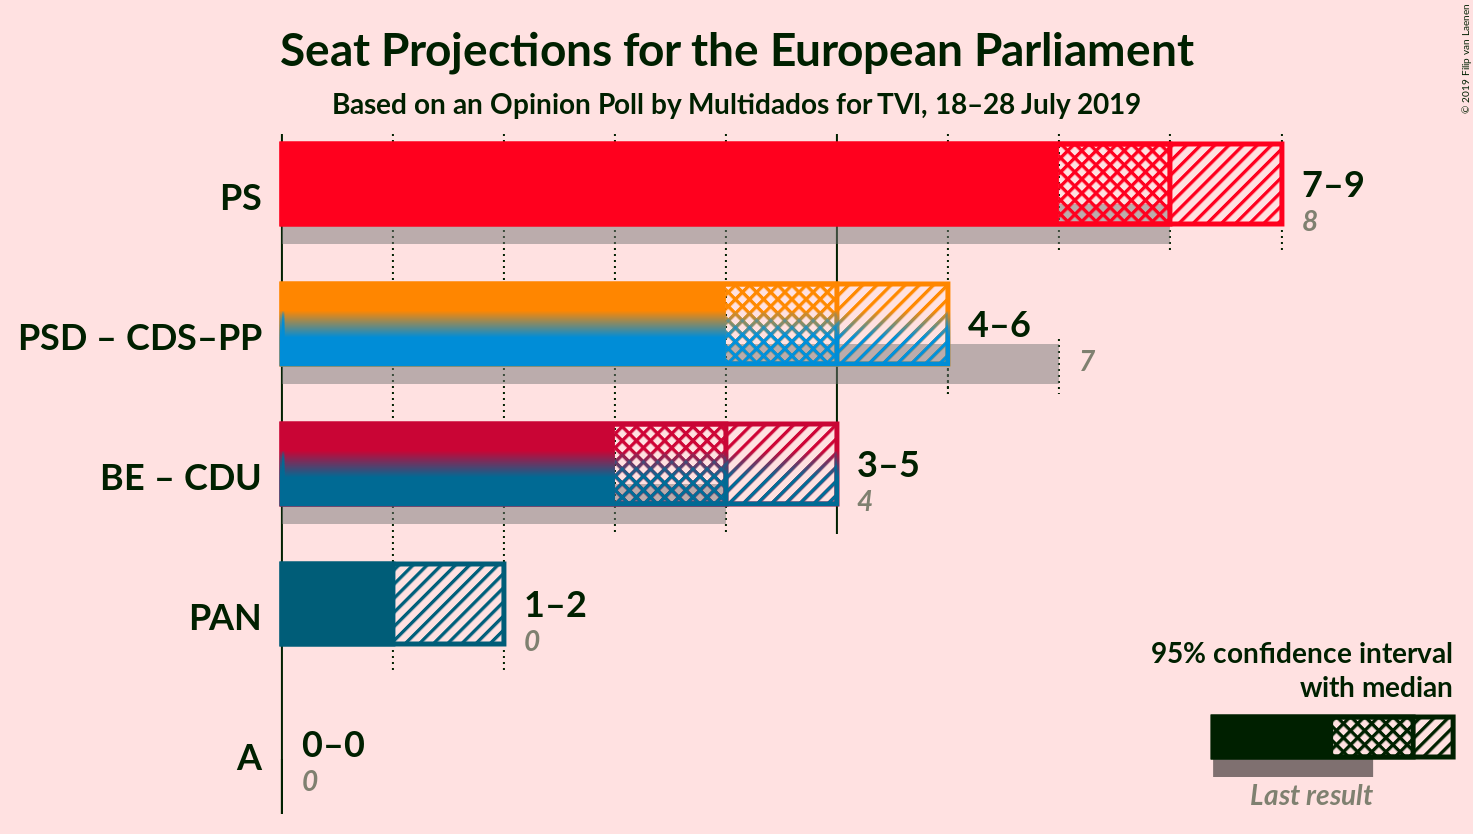 Seat Projections for the European Parliament
Based on an Opinion Poll by Multidados for TVI, 18–28 July 2019
© 2019 Filip van Laenen
PS
7–9
8
PSD – CDS–PP
4–6
7
BE – CDU
3–5
4
PAN
1–2
0
A
0–0
0
95% confidence interval
with median
Last result